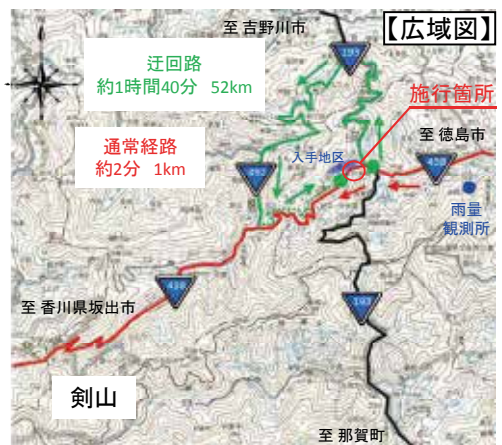 【広域図】
至 吉野川市
193
迂回路
約1時間40分 52km
施行箇所
通常経路
約2分 1km
至 徳島市
入手地区
438
492
雨量
観測所
438
至 香川県坂出市
193
剣山
至 那賀町